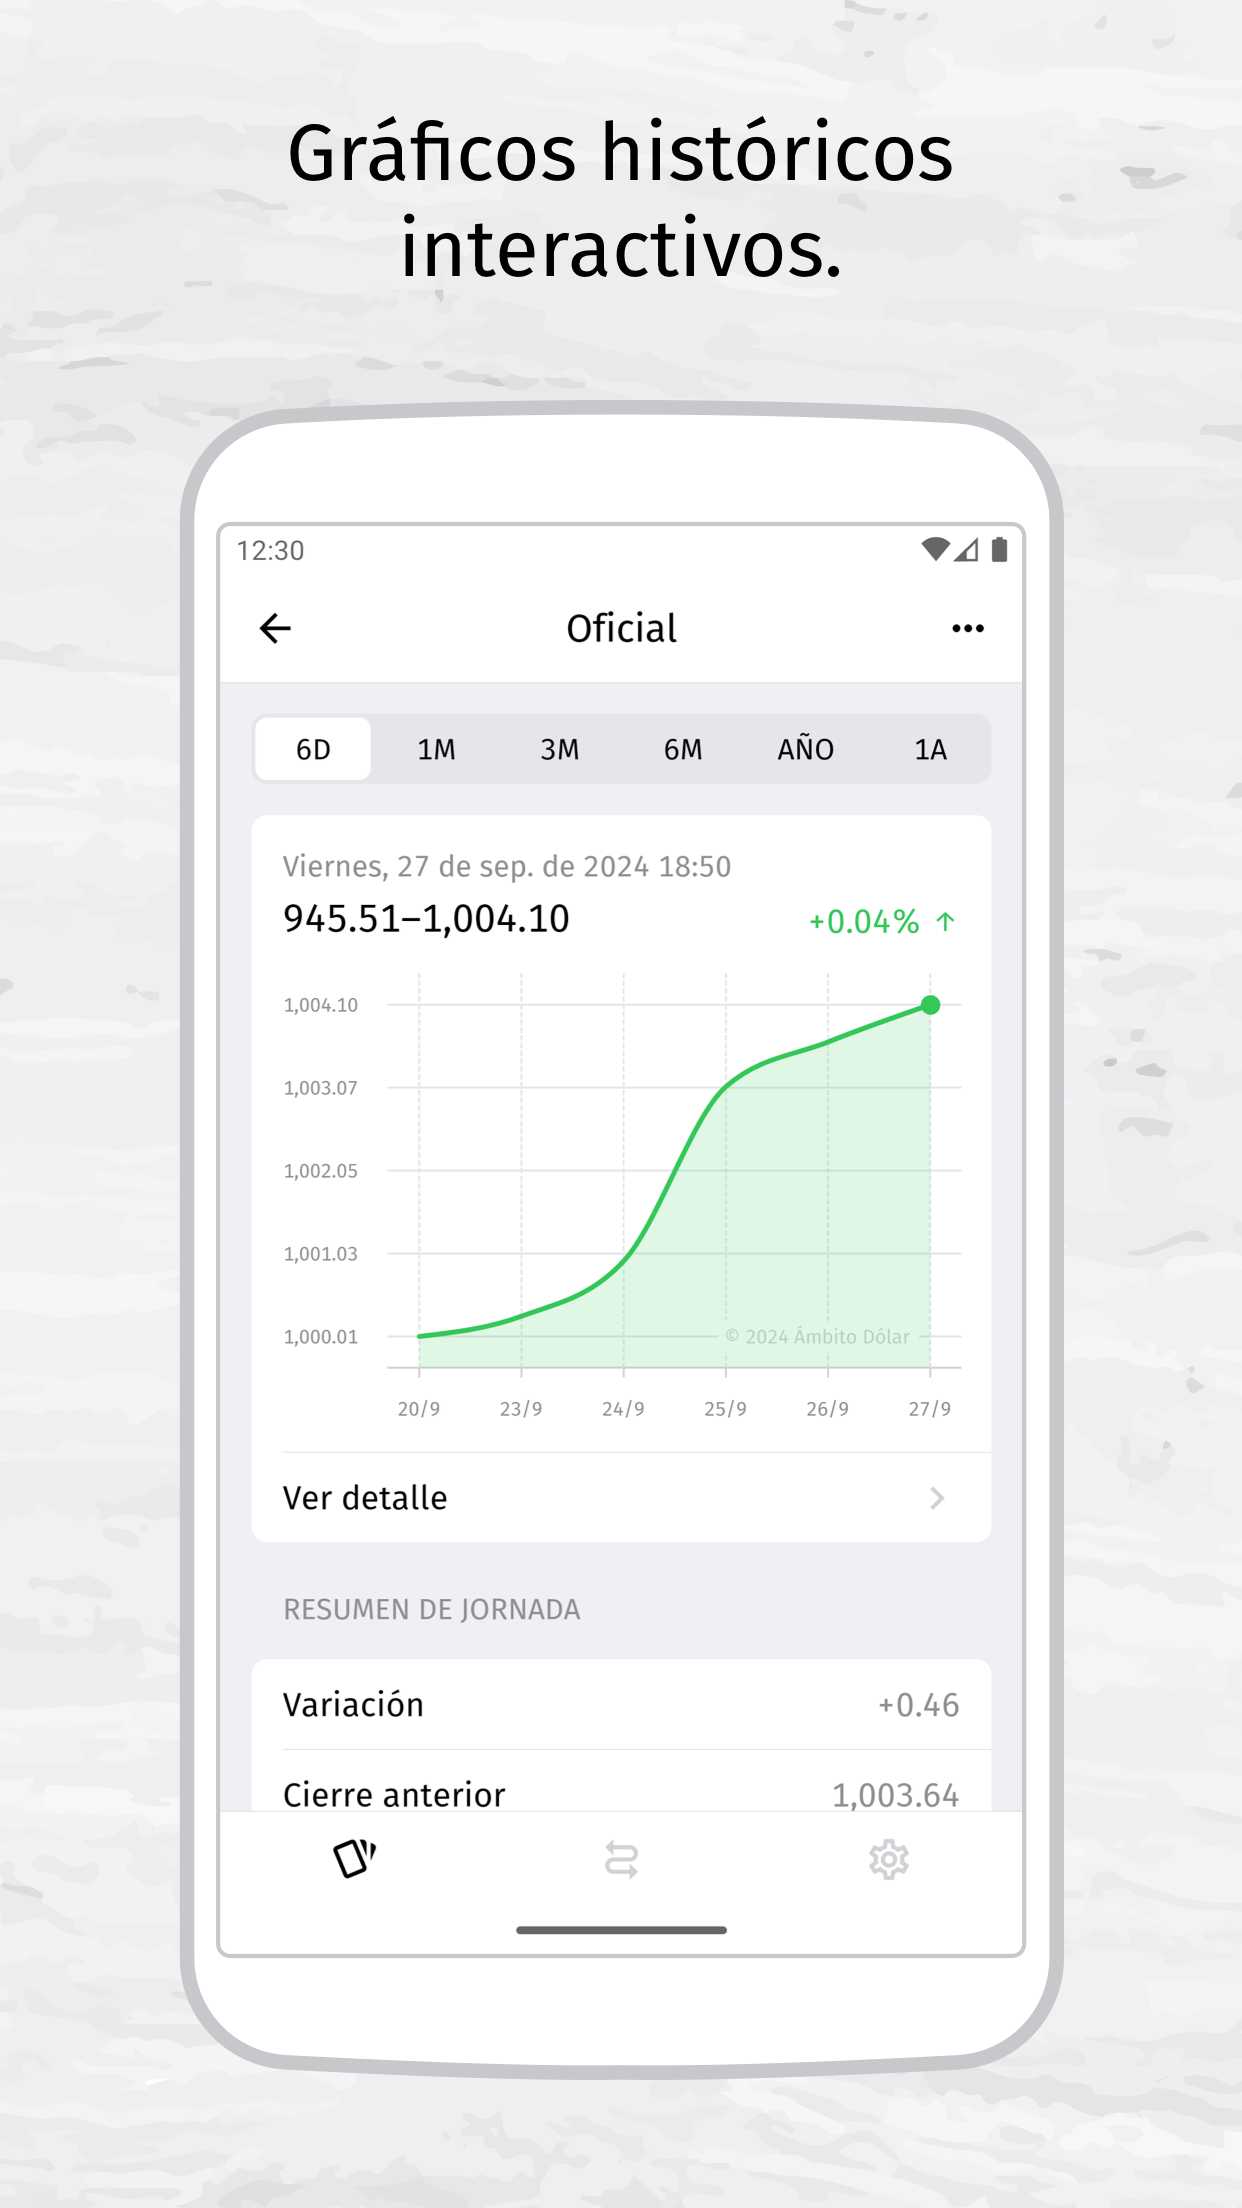 Gráficos históricos
interactivos.
12:30
Oficial
6D 1M 3M 6M AÑO 1A
Viernes, 27 de sep. de 2024 18:50
945.51–1,004.10 +0.04% ↑
1,004.10
1,003.07
1,002.05
1,001.03
1,000.01
© 2024 Ámbito Dólar
20/9 23/9 24/9 25/9 26/9 27/9
Ver detalle
RESUMEN DE JORNADA
Variación +0.46
Cierre anterior 1,003.64